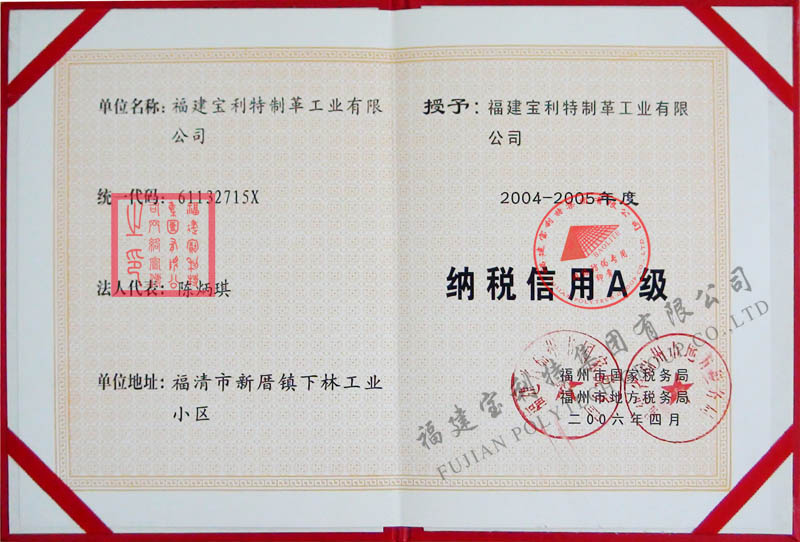 单位名称：福建宝利特制革工业有限
公司
统一代码：61132715X
法人代表：陈炳琪
单位地址：福清市新厝镇下林工业
小区
授予：福建宝利特制革工业有限
公司
2004-2005年度
纳税信用A级
福州市国家税务局
福州市地方税务局
二〇〇六年四月
福建宝利特集团有限公司
FUJIAN POLYTECH GROUP CO.,LTD
BAOLITE